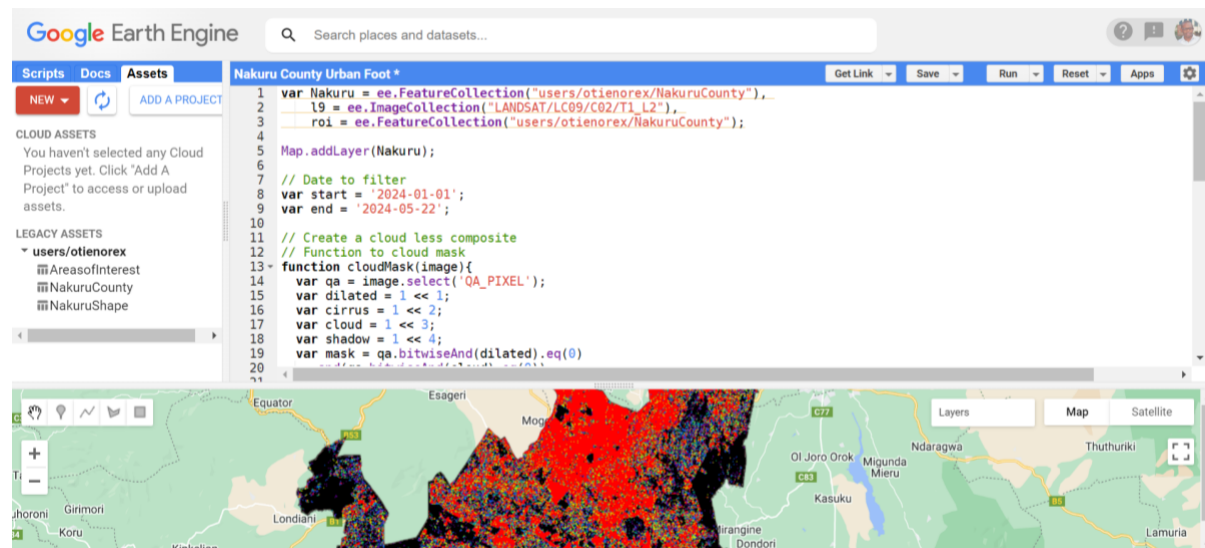 Google Earth Engine
Search places and datasets...
Scripts Docs Assets
NEW
ADD A PROJECT
CLOUD ASSETS
You haven't selected any Cloud
Projects yet. Click "Add A
Project" to access or upload
assets.
LEGACY ASSETS
users/otienorex
AreasofInterest
NakuruCounty
NakuruShape
Nakuru County Urban Foot *
Get Link Save Run Reset Apps
1 var Nakuru = ee.FeatureCollection("users/otienorex/NakuruCounty"),
2 l9 = ee.ImageCollection("LANDSAT/LC09/C02/T1_L2"),
3 roi = ee.FeatureCollection("users/otienorex/NakuruCounty");
4
5 Map.addLayer(Nakuru);
6
7 // Date to filter
8 var start = '2024-01-01';
9 var end = '2024-05-22';
10
11 // Create a cloud less composite
12 // Function to cloud mask
13 function cloudMask(image){
14 var qa = image.select('QA_PIXEL');
15 var dilated = 1 << 1;
16 var cirrus = 1 << 2;
17 var cloud = 1 << 3;
18 var shadow = 1 << 4;
19 var mask = qa.bitwiseAnd(dilated).eq(0)
20
21
Equator
Esageri
Mog
B53
C77
Layers
Map Satellite
Ndaragwa
Thuthuriki
Ol Joro Orok
Migunda
Mieru
C83
Kasuku
B5
Girimori
Koru
Londiani
B1
Dondori
Lamuria